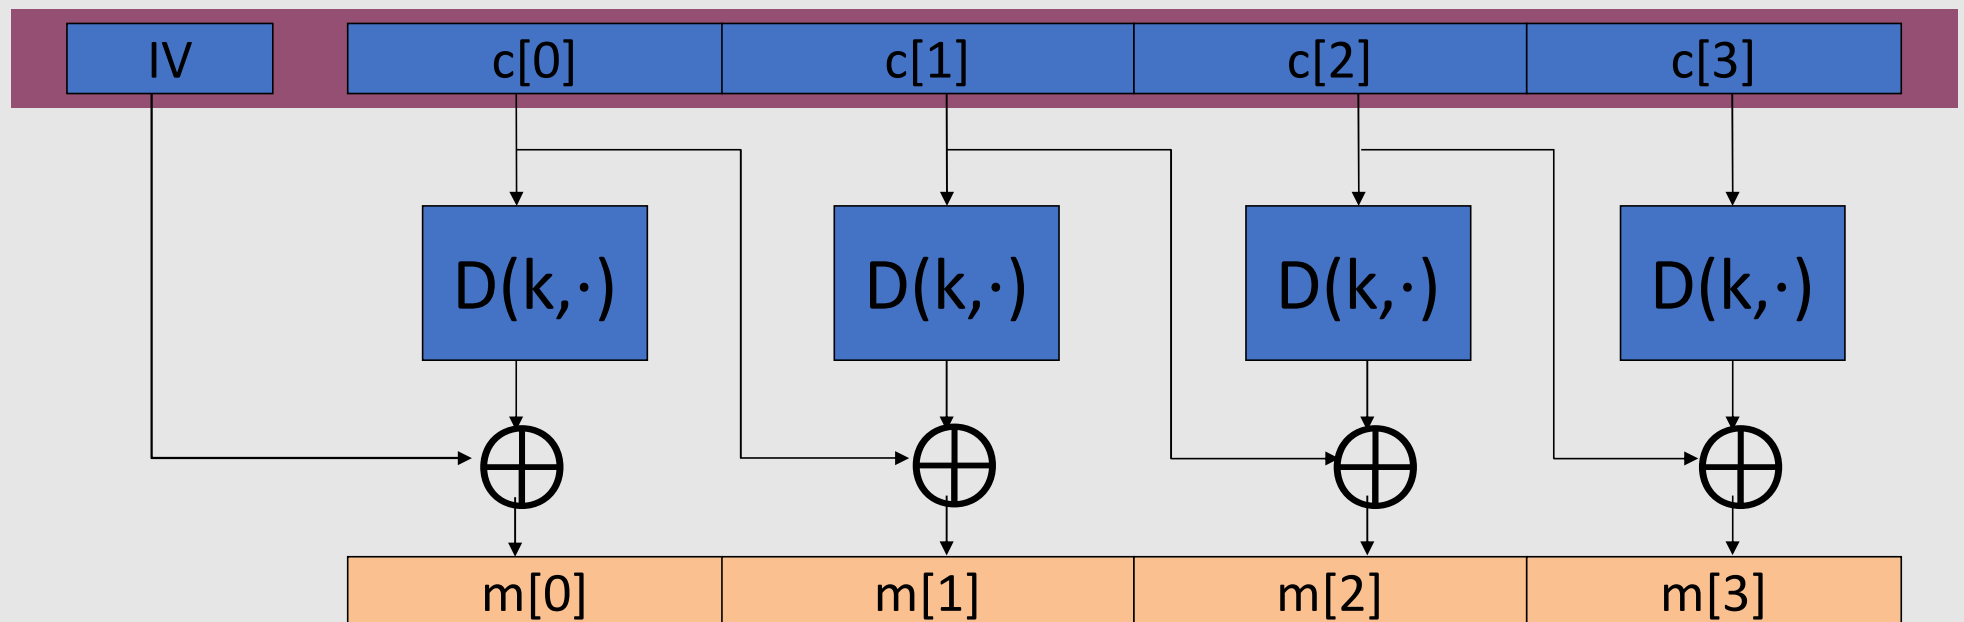 IV c[0] c[1] c[2] c[3]
D(k,·) D(k,·) D(k,·) D(k,·)
m[0] m[1] m[2] m[3]